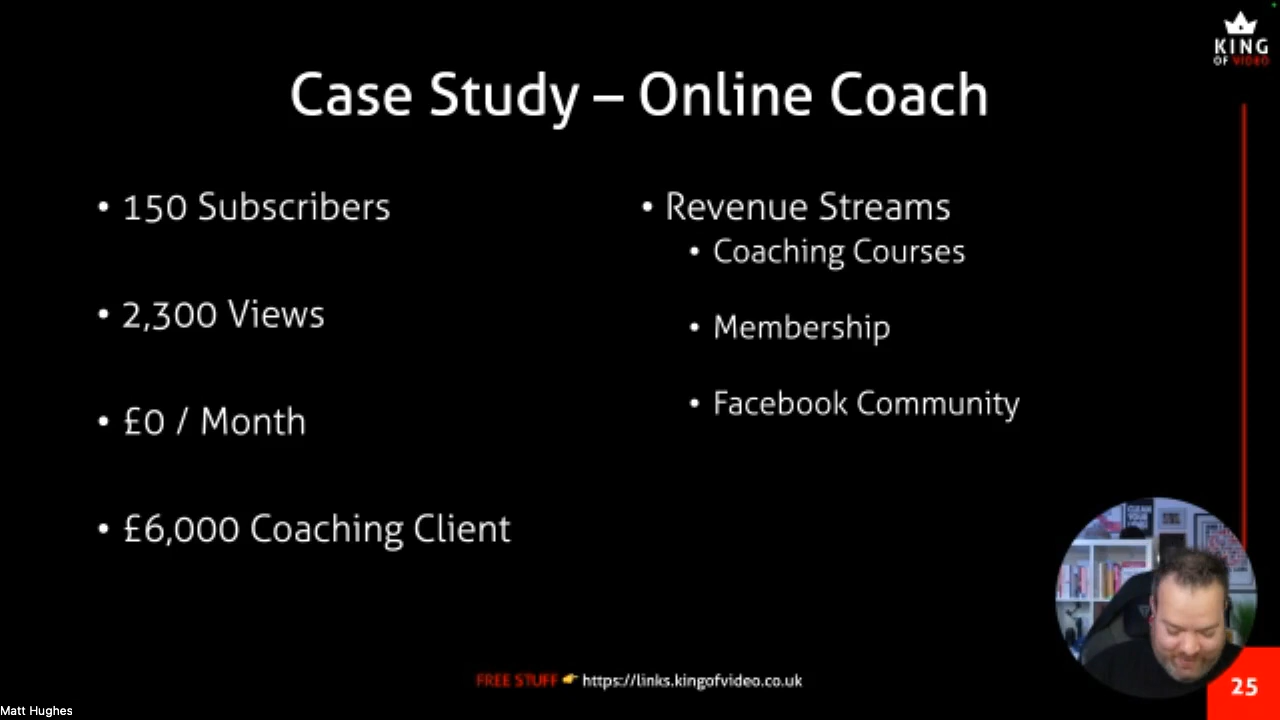 KING
OF VIDEO
Case Study – Online Coach
• 150 Subscribers
• 2,300 Views
• £0 / Month
• £6,000 Coaching Client
• Revenue Streams
• Coaching Courses
• Membership
• Facebook Community
FREE STUFF 👉 https://links.kingofvideo.co.uk
25
Matt Hughes